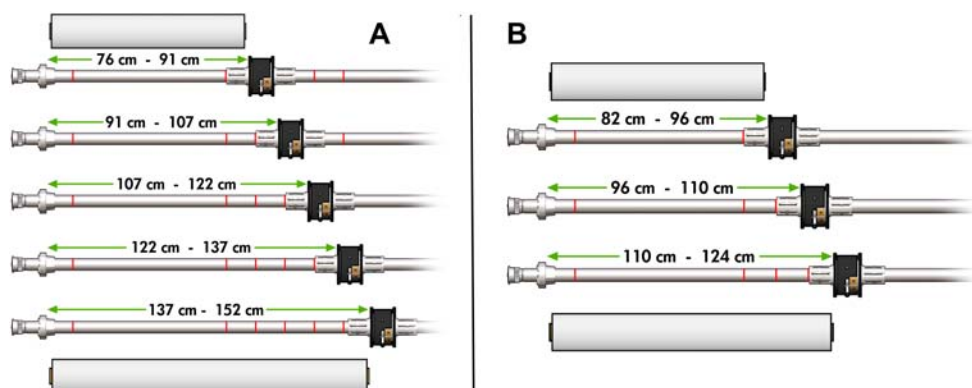 A
76 cm - 91 cm
91 cm - 107 cm
107 cm - 122 cm
122 cm - 137 cm
137 cm - 152 cm
B
82 cm - 96 cm
96 cm - 110 cm
110 cm - 124 cm